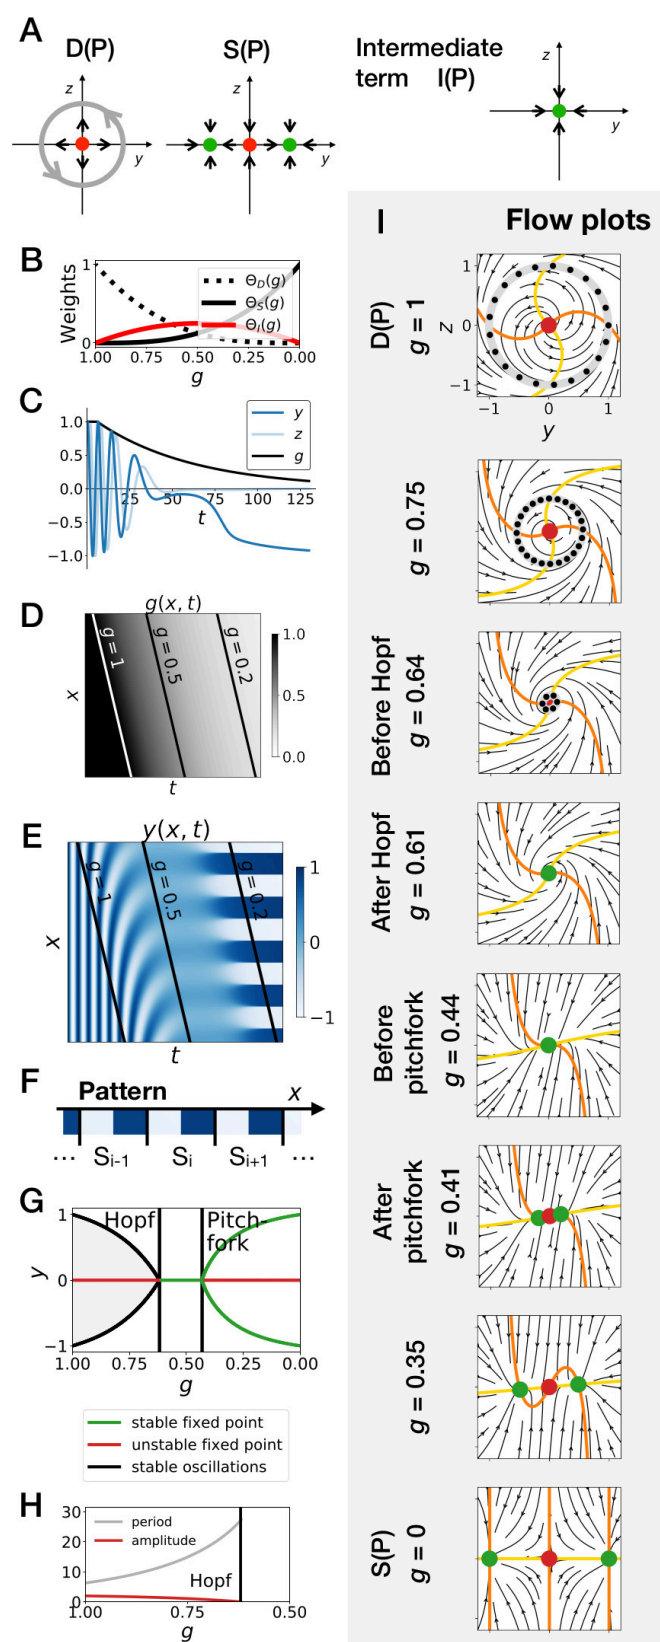 A
D(P)
S(P)
Intermediate
term I(P)
z
y
z
y
z
y
B
Weights
1
0
Θ_D(g)
Θ_S(g)
Θ_I(g)
1.00 0.75 0.50 0.25 0.00
g
C
1.0
0.5
0.0
−0.5
−1.0
y
z
g
25 75 100 125
t
D
g(x, t)
x
g = 1
g = 0.5
g = 0.2
1.0
0.5
0.0
t
E
y(x, t)
x
g = 1
g = 0.5
g = 0.2
1
0
−1
t
F
Pattern
x
... S_{i-1} S_i S_{i+1} ...
G
Hopf
Pitch-
fork
1
0
−1
y
1.00 0.75 0.50 0.25 0.00
g
stable fixed point
unstable fixed point
stable oscillations
H
30
20
10
0
period
amplitude
Hopf
1.00 0.75 0.50
g
I
Flow plots
D(P)
g = 1
z
1
0
−1
−1 0 1
y
g = 0.75
Before Hopf
g = 0.64
After Hopf
g = 0.61
Before
pitchfork
g = 0.44
After
pitchfork
g = 0.41
g = 0.35
S(P)
g = 0